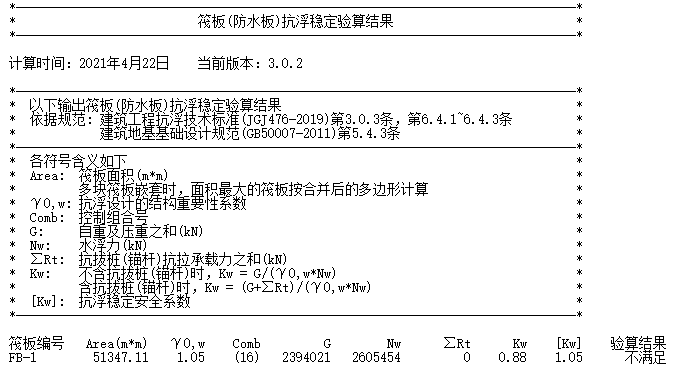 *————————————————————————————————————————*
* 筏板(防水板)抗浮稳定验算结果 *
*————————————————————————————————————————*
计算时间：2021年4月22日 当前版本：3.0.2
*————————————————————————————————————————*
* 以下输出筏板(防水板)抗浮稳定验算结果 *
* 依据规范：建筑工程抗浮技术标准(JGJ476-2019)第3.0.3条，第6.4.1~6.4.3条 *
* 建筑地基基础设计规范(GB50007-2011)第5.4.3条 *
*————————————————————————————————————————*
* 各符号含义如下 *
* Area: 筏板面积(m*m) *
* 多块筏板嵌套时，面积最大的筏板按合并后的多边形计算 *
* γ0,w: 抗浮设计的结构重要性系数 *
* Comb: 控制组合号 *
* G: 自重及压重之和(kN) *
* Nw: 水浮力(kN) *
* ΣRt: 抗拔桩(锚杆)抗拉承载力之和(kN) *
* Kw: 不含抗拔桩(锚杆)时，Kw = G/(γ0,w*Nw) *
* 含抗拔桩(锚杆)时，Kw = (G+ΣRt)/(γ0,w*Nw) *
* [Kw]: 抗浮稳定安全系数 *
*————————————————————————————————————————*
筏板编号 Area(m*m) γ0,w Comb G Nw ΣRt Kw [Kw] 验算结果
FB-1 51347.11 1.05 (16) 2394021 2605454 0 0.88 1.05 不满足